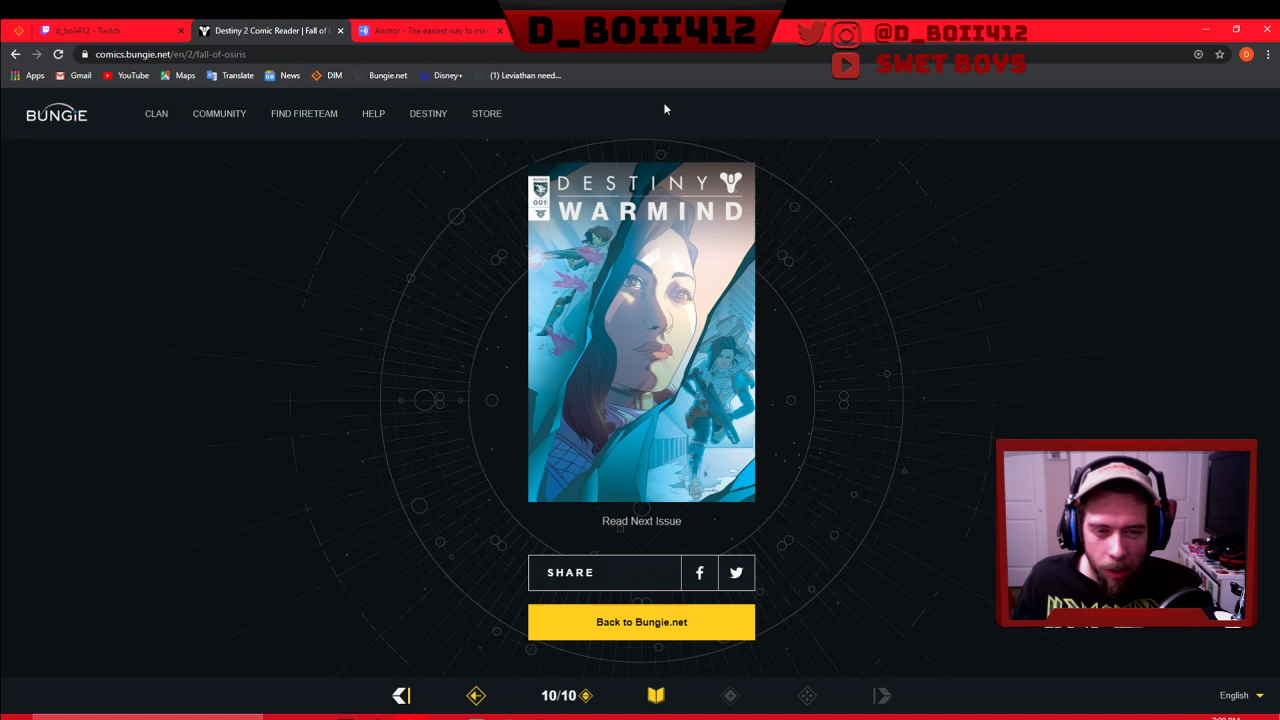 D_BOII412
@D_BOII412
SWET BOYS
d_boii412 - Twitch
Destiny 2 Comic Reader | Fall of
Anchor - The easiest way to ma
comics.bungie.net/en/2/fall-of-osiris
D
Apps Gmail YouTube Maps Translate News DIM Bungie.net Disney+ (1) Leviathan need...
BUNGiE CLAN COMMUNITY FIND FIRETEAM HELP DESTINY STORE
BUNGIE
001
DESTINY
WARMIND
Read Next Issue
SHARE
Back to Bungie.net
10/10
English